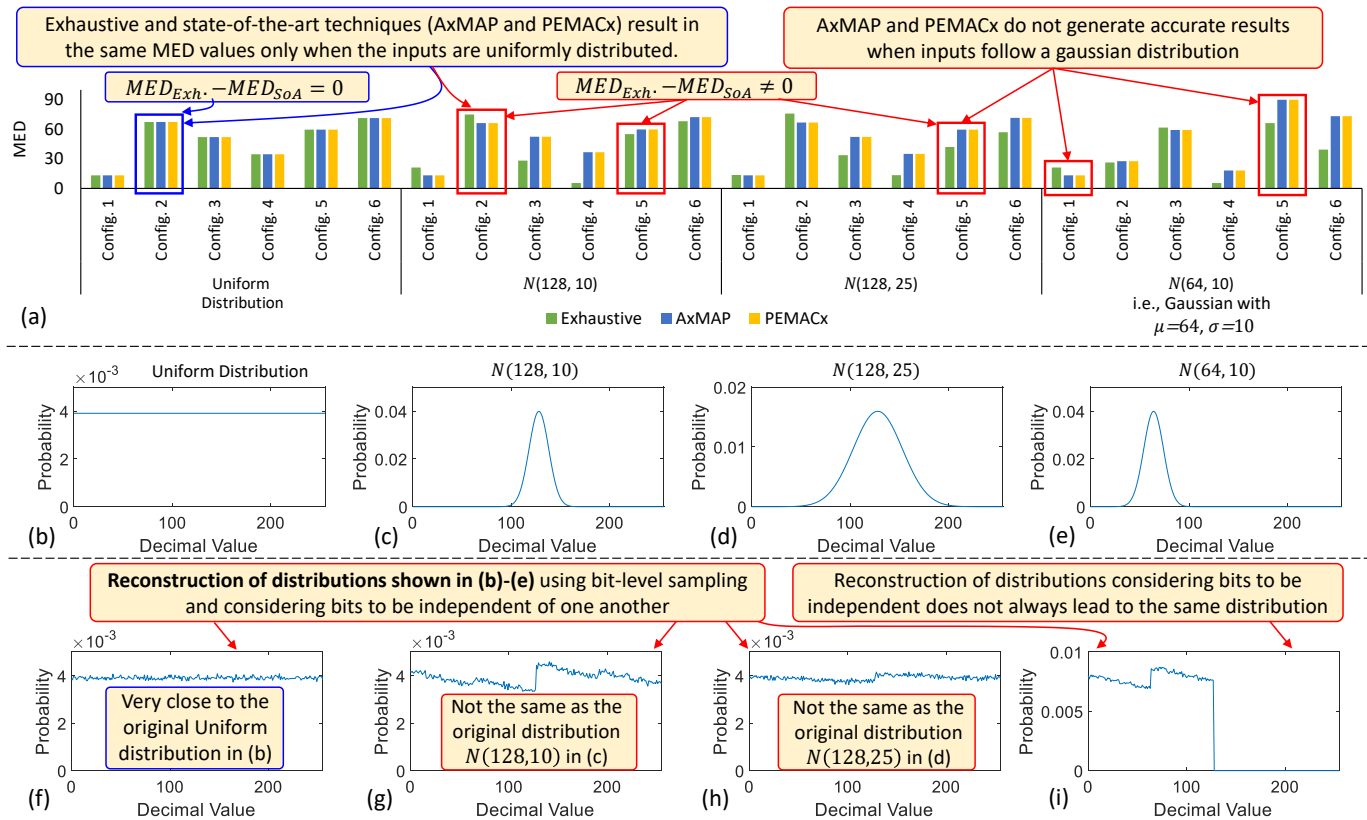 Exhaustive and state-of-the-art techniques (AxMAP and PEMACx) result in
the same MED values only when the inputs are uniformly distributed.
AxMAP and PEMACx do not generate accurate results
when inputs follow a gaussian distribution
MED_Exh. −MED_SoA = 0
MED_Exh. −MED_SoA ≠ 0
MED
90
60
30
0
Config. 1
Config. 2
Config. 3
Config. 4
Config. 5
Config. 6
Config. 1
Config. 2
Config. 3
Config. 4
Config. 5
Config. 6
Config. 1
Config. 2
Config. 3
Config. 4
Config. 5
Config. 6
Config. 1
Config. 2
Config. 3
Config. 4
Config. 5
Config. 6
Uniform
Distribution
N(128, 10)
N(128, 25)
N(64, 10)
i.e., Gaussian with
μ=64, σ=10
(a)
Exhaustive AxMAP PEMACx
×10⁻³
Uniform Distribution
Probability
4
2
0
0 100 200
Decimal Value
(b)
N(128, 10)
Probability
0.04
0.02
0
0 100 200
Decimal Value
(c)
N(128, 25)
Probability
0.02
0.01
0
0 100 200
Decimal Value
(d)
N(64, 10)
Probability
0.04
0.02
0
0 100 200
Decimal Value
(e)
Reconstruction of distributions shown in (b)-(e) using bit-level sampling
and considering bits to be independent of one another
Reconstruction of distributions considering bits to be
independent does not always lead to the same distribution
×10⁻³
Probability
4
2
0
Very close to the
original Uniform
distribution in (b)
0 100 200
Decimal Value
(f)
×10⁻³
Probability
4
2
0
Not the same as the
original distribution
N(128,10) in (c)
0 100 200
Decimal Value
(g)
×10⁻³
Probability
4
2
0
Not the same as the
original distribution
N(128,25) in (d)
0 100 200
Decimal Value
(h)
Probability
0.01
0.005
0
0 100 200
Decimal Value
(i)